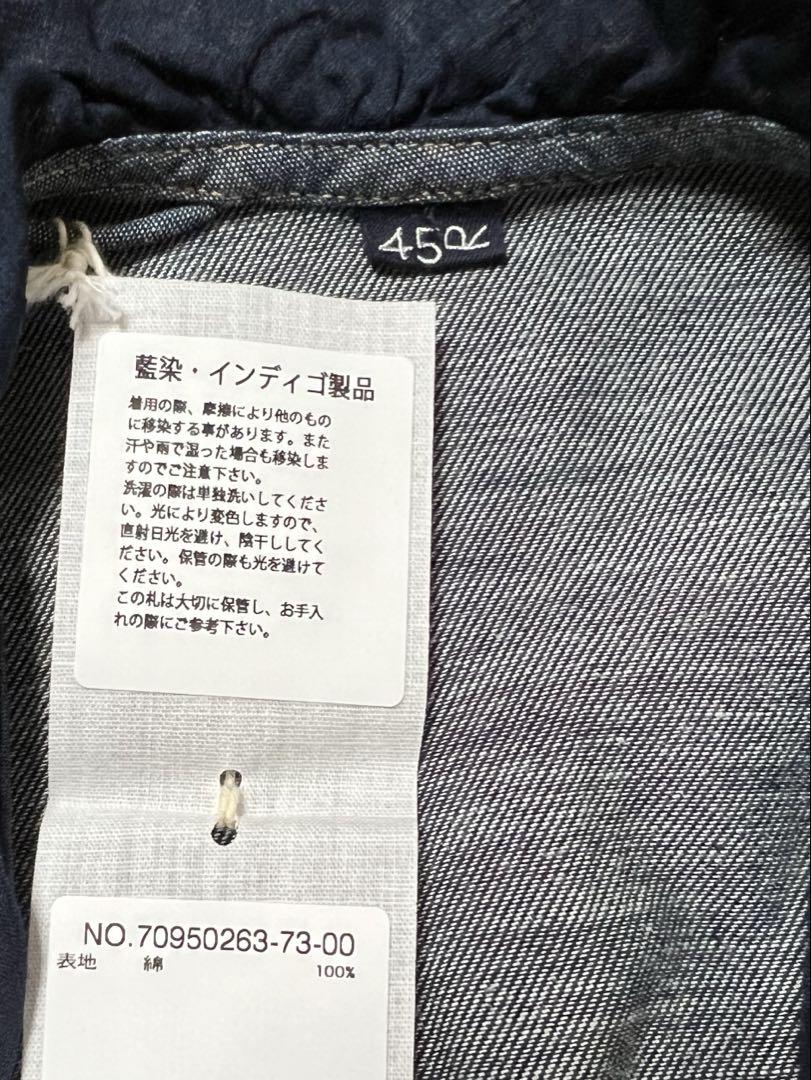 45R
藍染・インディゴ製品
着用の際、摩擦により他のもの
に移染する事があります。また
汗や雨で湿った場合も移染しま
すのでご注意下さい。
洗濯の際は単独洗いしてくださ
い。光により変色しますので、
直射日光を避け、陰干ししてく
ださい。保管の際も光を避けて
ください。
この札は大切に保管し、お手入
れの際にご参考下さい。
NO.70950263-73-00
表地 綿 100%